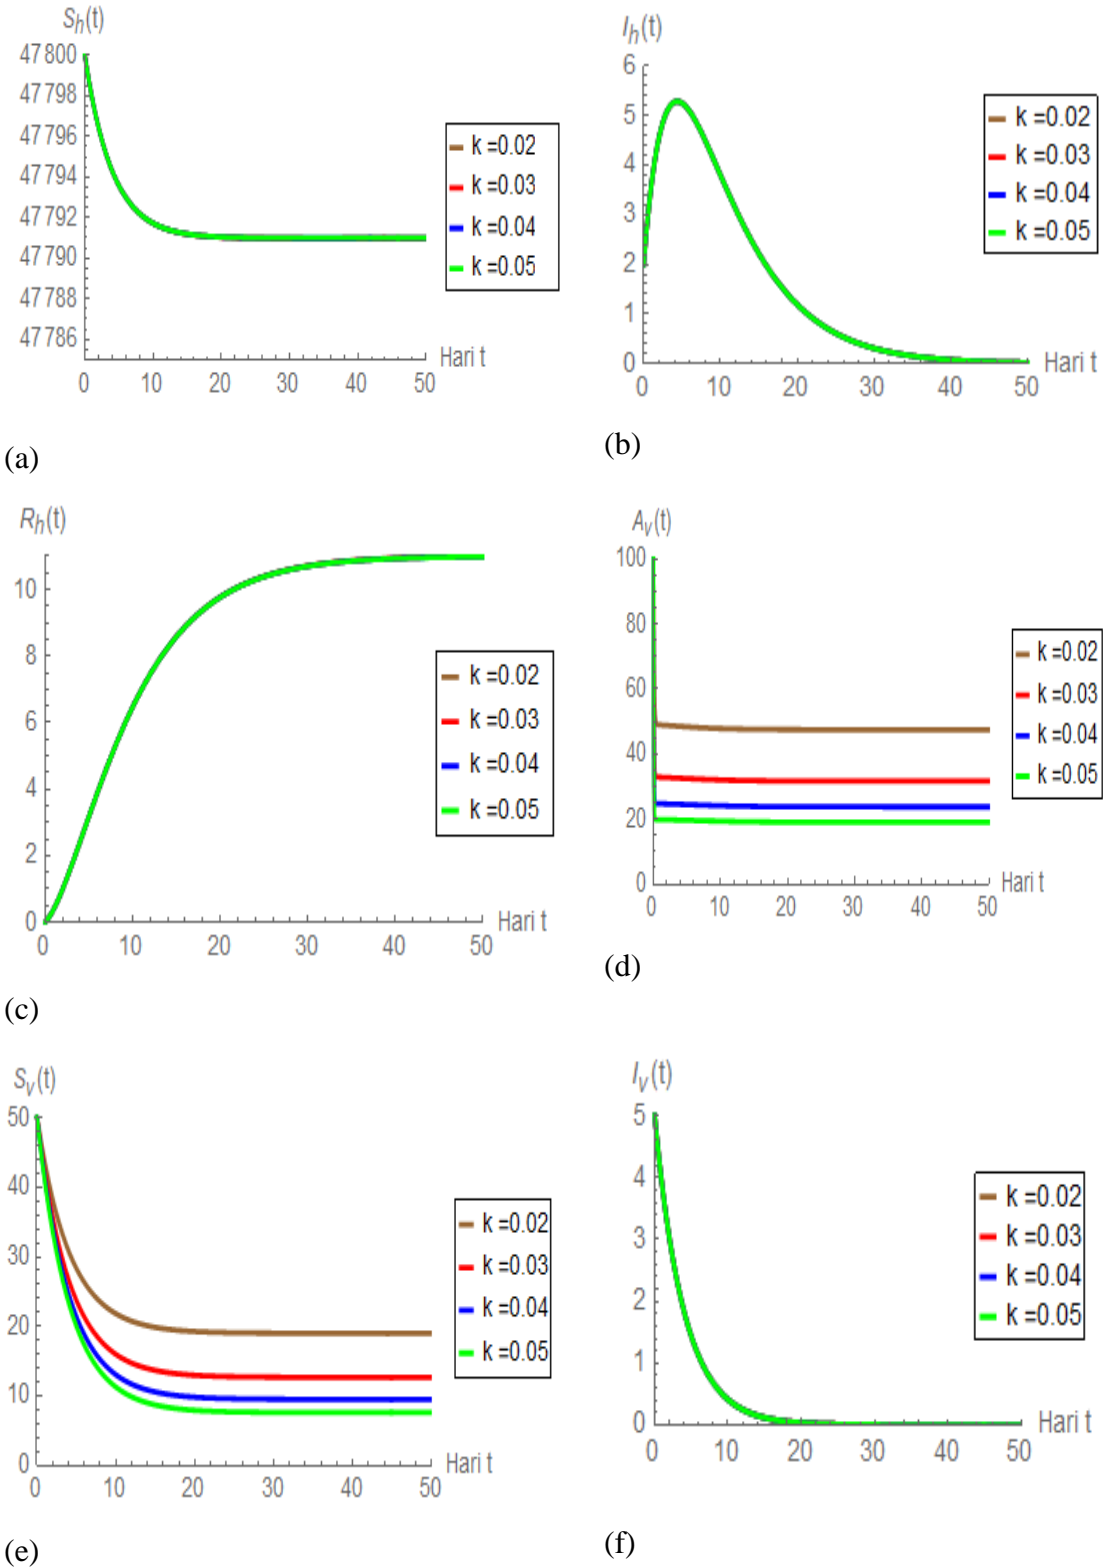 S_h(t)
47800
47798
47796
47794
47792
47790
47788
47786
0 10 20 30 40 50
Hari t
k =0.02
k =0.03
k =0.04
k =0.05
(a)
I_h(t)
6
5
4
3
2
1
0
0 10 20 30 40 50
Hari t
k =0.02
k =0.03
k =0.04
k =0.05
(b)
R_h(t)
10
8
6
4
2
0
0 10 20 30 40 50
Hari t
k =0.02
k =0.03
k =0.04
k =0.05
(c)
A_v(t)
100
80
60
40
20
0
0 10 20 30 40 50
Hari t
k =0.02
k =0.03
k =0.04
k =0.05
(d)
S_v(t)
50
40
30
20
10
0
0 10 20 30 40 50
Hari t
k =0.02
k =0.03
k =0.04
k =0.05
(e)
I_v(t)
5
4
3
2
1
0
0 10 20 30 40 50
Hari t
k =0.02
k =0.03
k =0.04
k =0.05
(f)